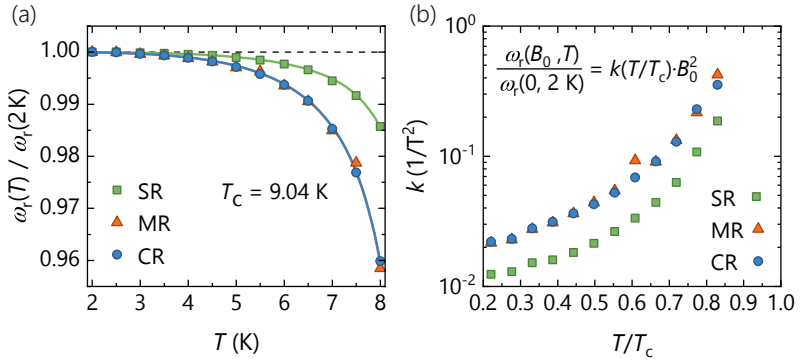 (a)
1.00
0.99
0.98
0.97
0.96
ωr(T) / ωr(2 K)
SR
MR
CR
Tc = 9.04 K
2 3 4 5 6 7 8
T (K)
(b)
10⁰
10⁻¹
10⁻²
k (1/T²)
ωr(B₀ ,T)
ωr(0, 2 K)
= k(T/Tc)·B₀²
SR
MR
CR
0.2 0.3 0.4 0.5 0.6 0.7 0.8 0.9 1.0
T/Tc